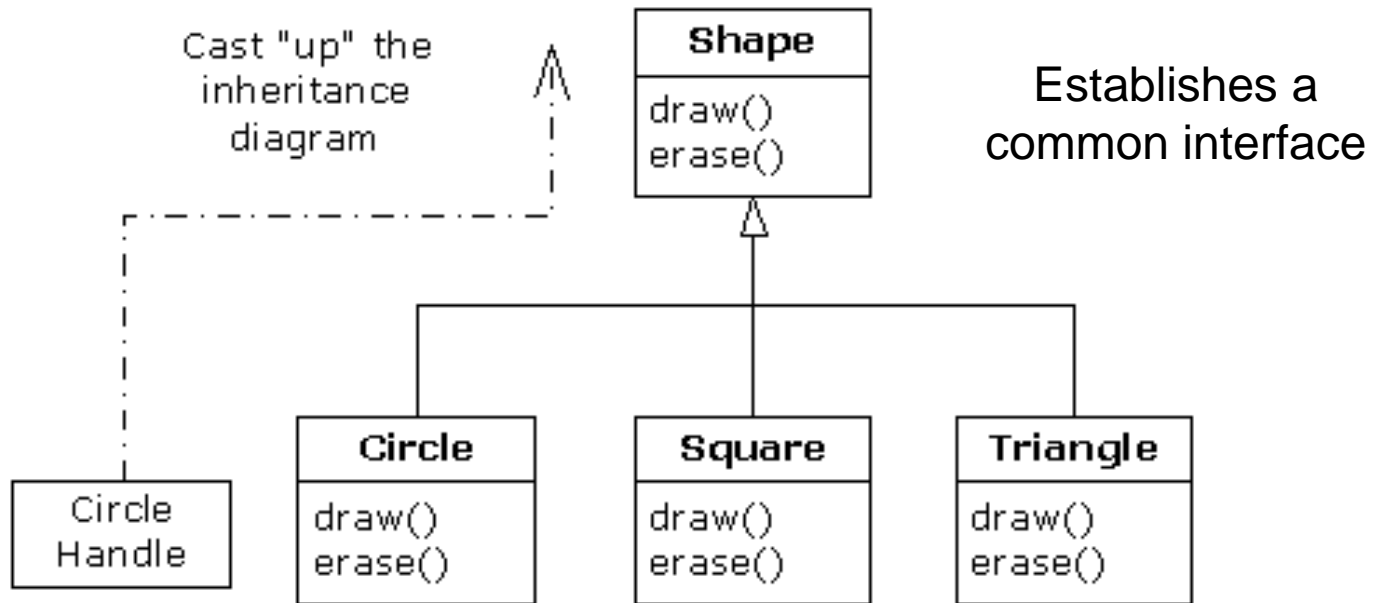 Cast "up" the
inheritance
diagram
Shape
draw()
erase()
Establishes a
common interface
Circle
Handle
Circle
draw()
erase()
Square
draw()
erase()
Triangle
draw()
erase()